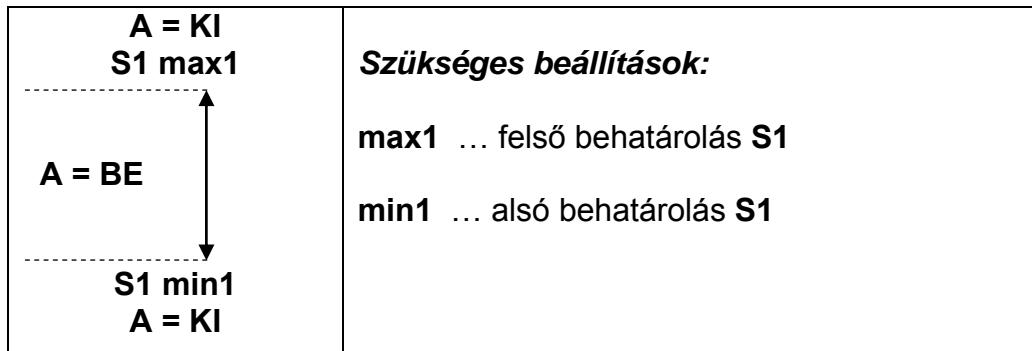 A = KI
S1 max1
A = BE
S1 min1
A = KI
Szükséges beállítások:
max1 … felső behatárolás S1
min1 … alsó behatárolás S1